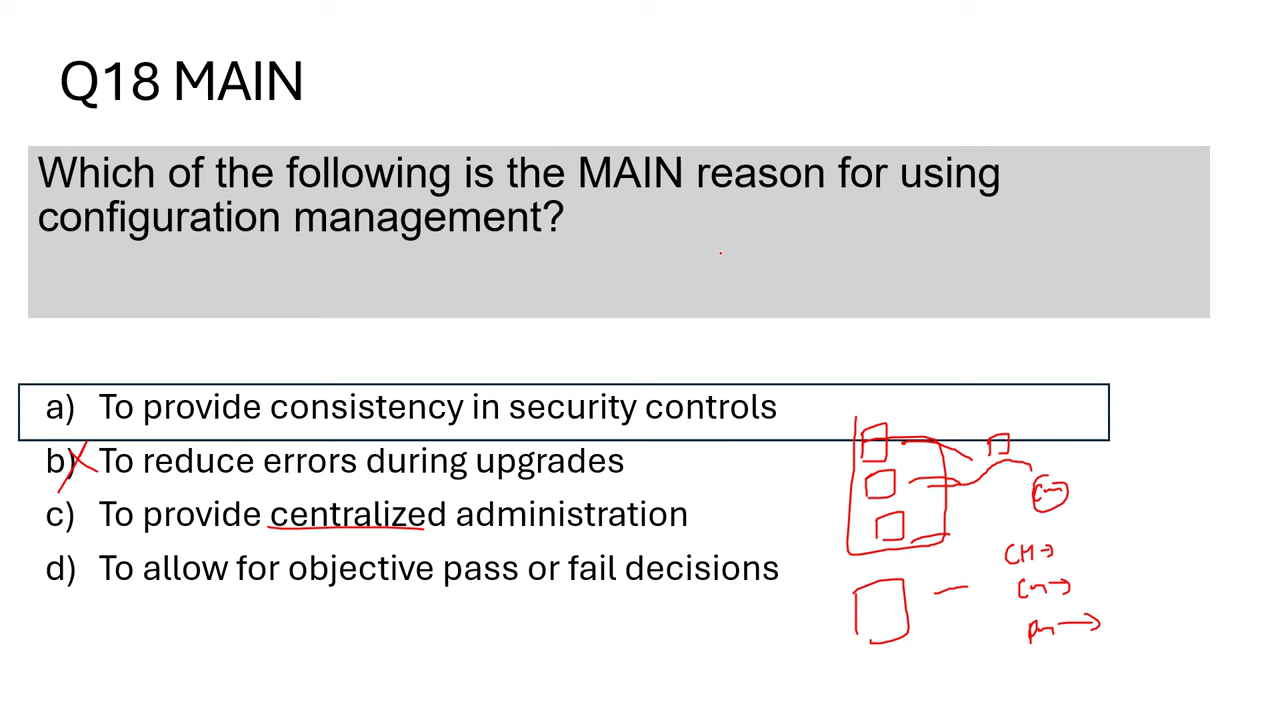 Q18 MAIN
Which of the following is the MAIN reason for using
configuration management?
a) To provide consistency in security controls
b) To reduce errors during upgrades
c) To provide centralized administration
d) To allow for objective pass or fail decisions
CM→